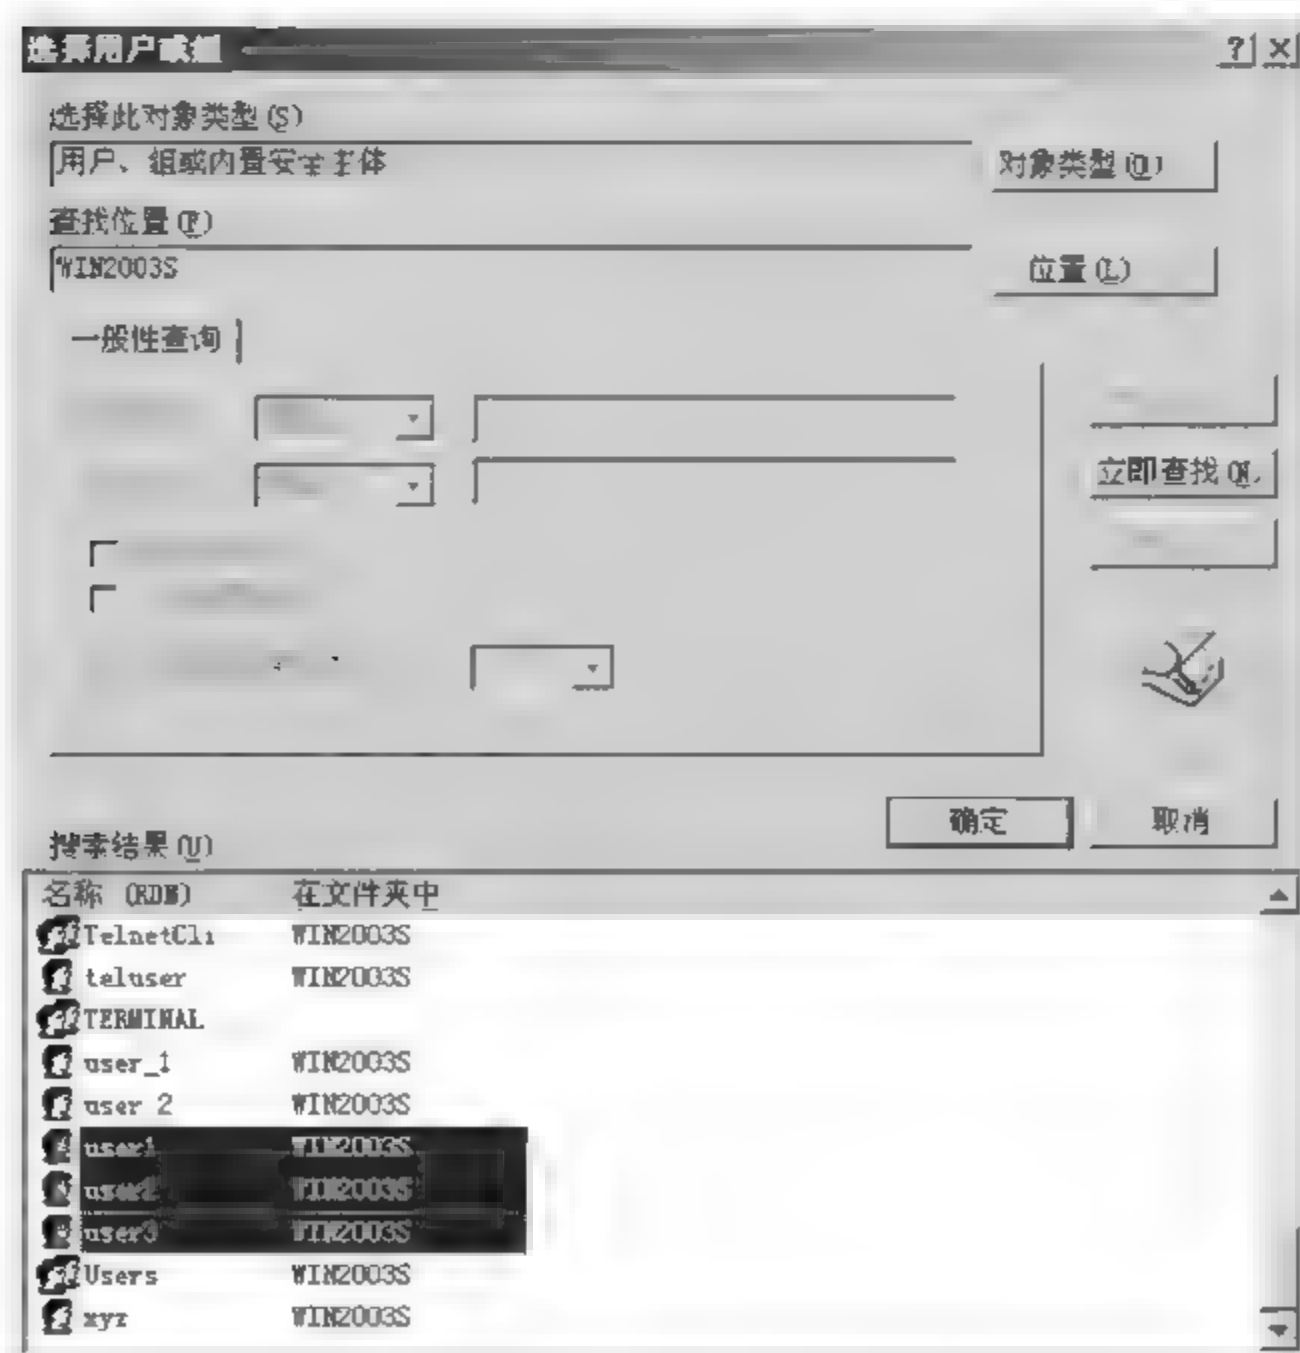 选择用户或组
选择此对象类型(S)
用户、组或内置安全主体
对象类型(O)
查找位置(F)
WIN2003S
位置(L)
一般性查询
立即查找(N)
确定
取消
搜索结果(U)
名称 (RDN) 在文件夹中
TelnetCli WIN2003S
teluser WIN2003S
TERMINAL
user_1 WIN2003S
user 2 WIN2003S
user1 WIN2003S
user2 WIN2003S
user3 WIN2003S
Users WIN2003S
xyz WIN2003S